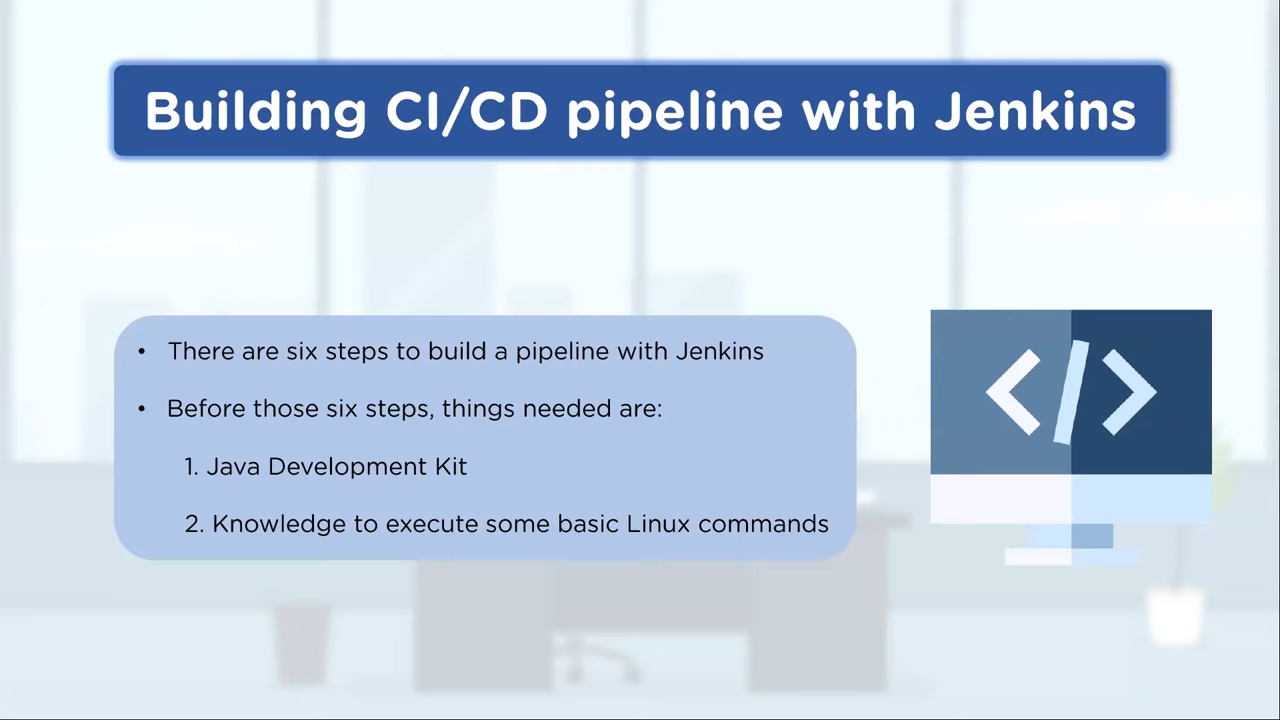 Building CI/CD pipeline with Jenkins
• There are six steps to build a pipeline with Jenkins
• Before those six steps, things needed are:
1. Java Development Kit
2. Knowledge to execute some basic Linux commands
</>